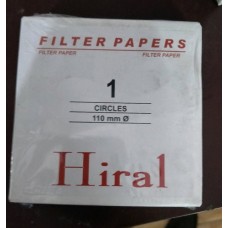 FILTER PAPERS
FILTER PAPER FILTER PAPER
1
CIRCLES
110 mm Ø
Hiral